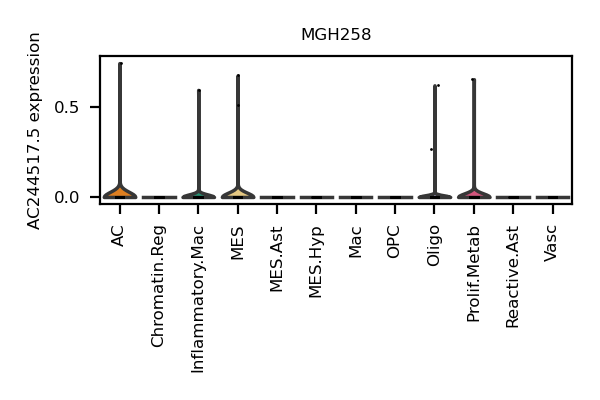 MGH258
AC244517.5 expression
0.5
0.0
AC
Chromatin.Reg
Inflammatory.Mac
MES
MES.Ast
MES.Hyp
Mac
OPC
Oligo
Prolif.Metab
Reactive.Ast
Vasc